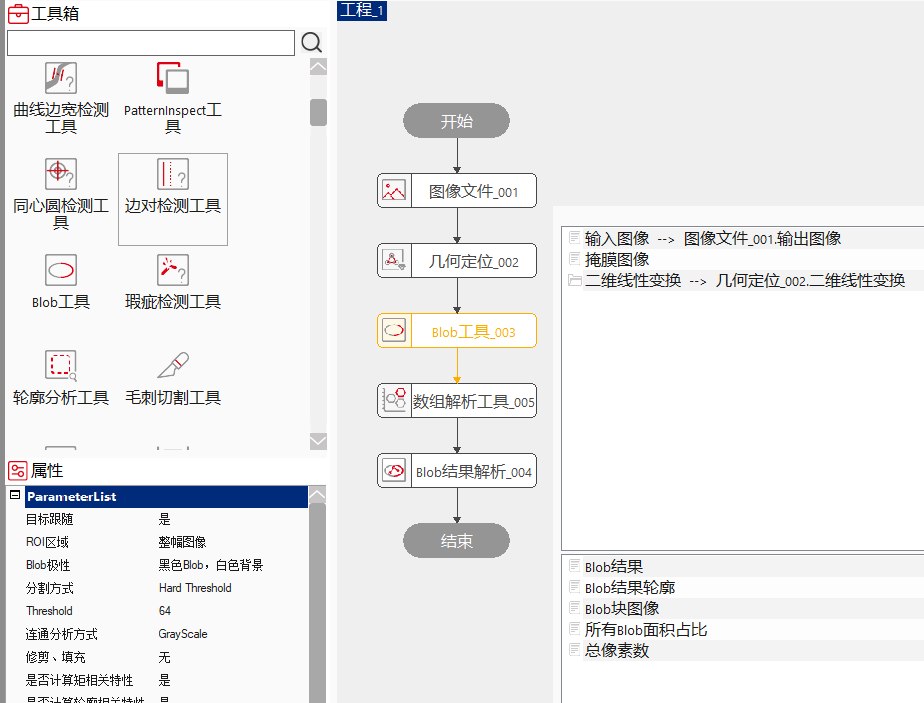 工具箱
曲线边宽检测
工具
PatternInspect工
具
同心圆检测工
具
边对检测工具
Blob工具
瑕疵检测工具
轮廓分析工具
毛刺切割工具
属性
ParameterList
目标跟随 是
ROI区域 整幅图像
Blob极性 黑色Blob，白色背景
分割方式 Hard Threshold
Threshold 64
连通分析方式 GrayScale
修剪、填充 无
是否计算矩相关特性 是
是否计算轮廓相关特性 是
工程_1
开始
图像文件_001
几何定位_002
Blob工具_003
数组解析工具_005
Blob结果解析_004
结束
输入图像 --> 图像文件_001.输出图像
掩膜图像
二维线性变换 --> 几何定位_002.二维线性变换
Blob结果
Blob结果轮廓
Blob块图像
所有Blob面积占比
总像素数